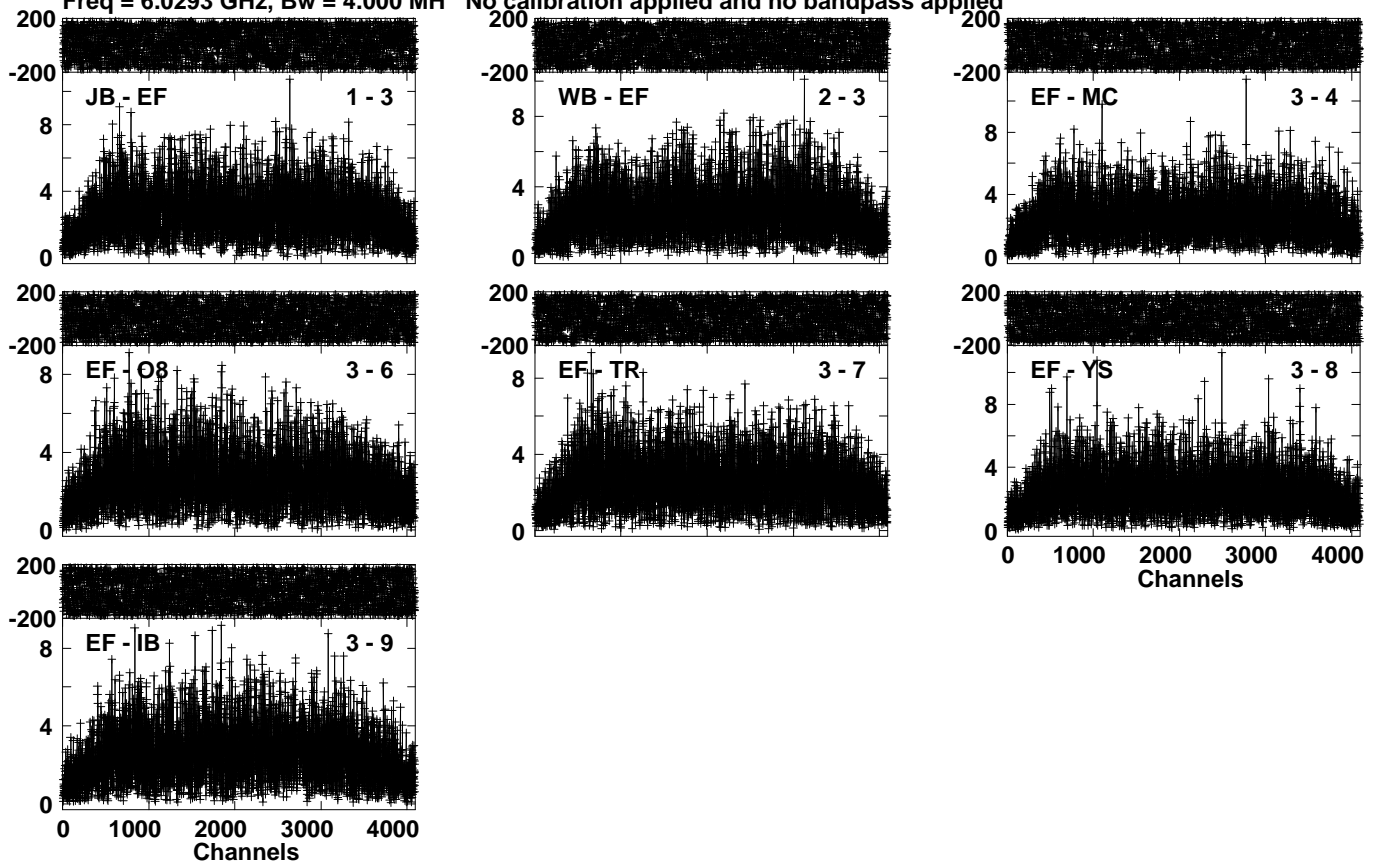 Freq = 6.0293 GHz, Bw = 4.000 MH No calibration applied and no bandpass applied
200 200 200
-200 -200 -200
JB - EF 1 - 3 WB - EF 2 - 3 EF - MC 3 - 4
8 8 8
4 4 4
0 0 0
200 200 200
-200 -200 -200
EF - O8 3 - 6 EF - TR 3 - 7 EF - YS 3 - 8
8 8 8
4 4 4
0 0 0
0 1000 2000 3000 4000
Channels
200
-200
EF - IB 3 - 9
8
4
0
0 1000 2000 3000 4000
Channels